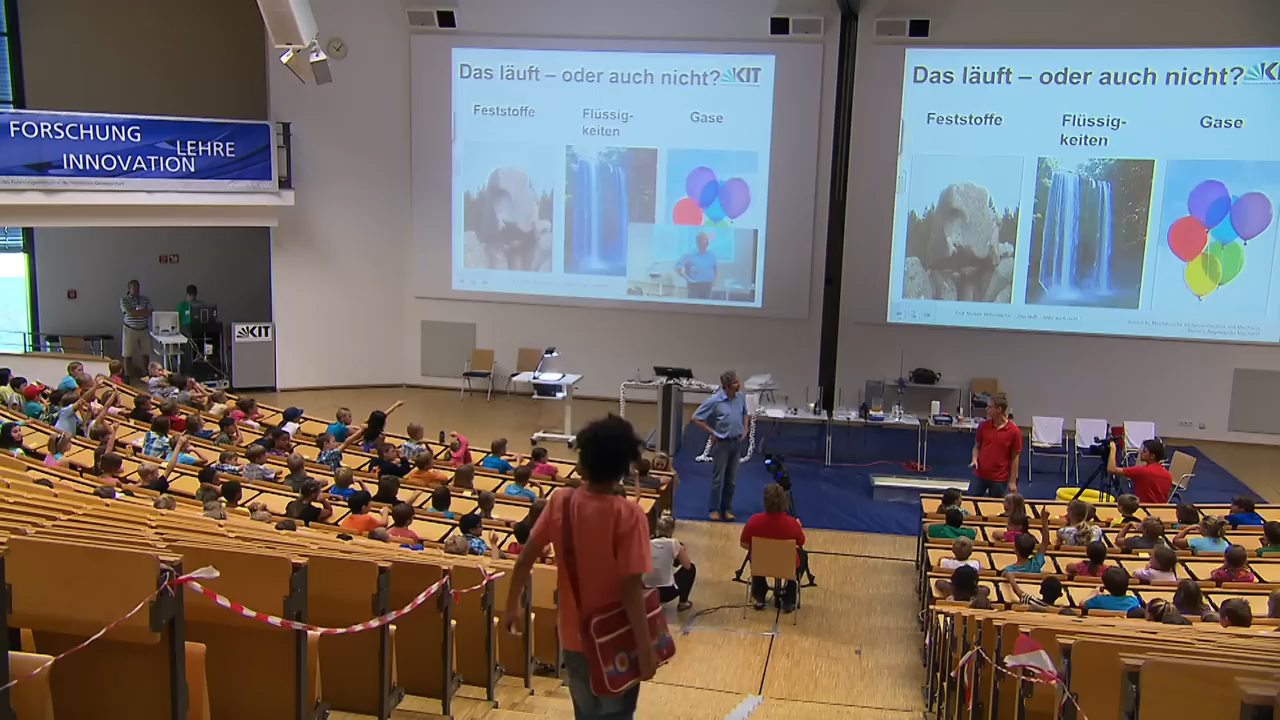 FORSCHUNG
LEHRE
INNOVATION
KIT
Das läuft – oder auch nicht?
KIT
Feststoffe
Flüssig-
keiten
Gase
Das läuft – oder auch nicht?
KI
Feststoffe
Flüssig-
keiten
Gase